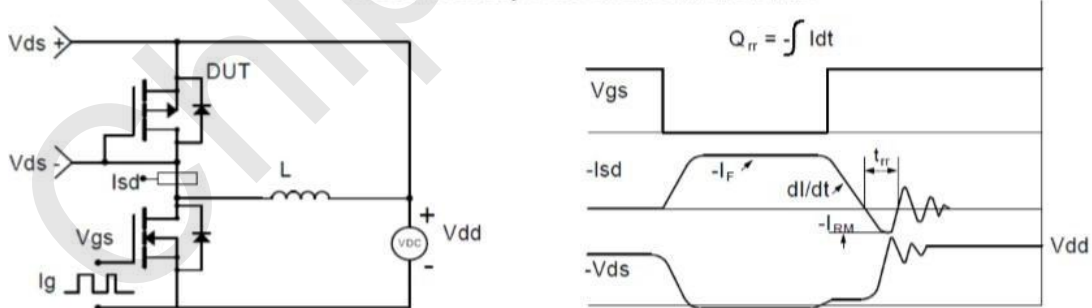 Vds +
DUT
Vds -
Isd
L
Vgs
+
VDC
Vdd
-
Ig
Qrr = -∫ Idt
Vgs
-Isd
-IF
dI/dt
trr
-IRM
Vdd
-Vds